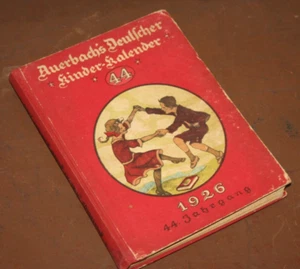 Auerbach's Deutscher
Kinder-Kalender
44
1926
44. Jahrgang